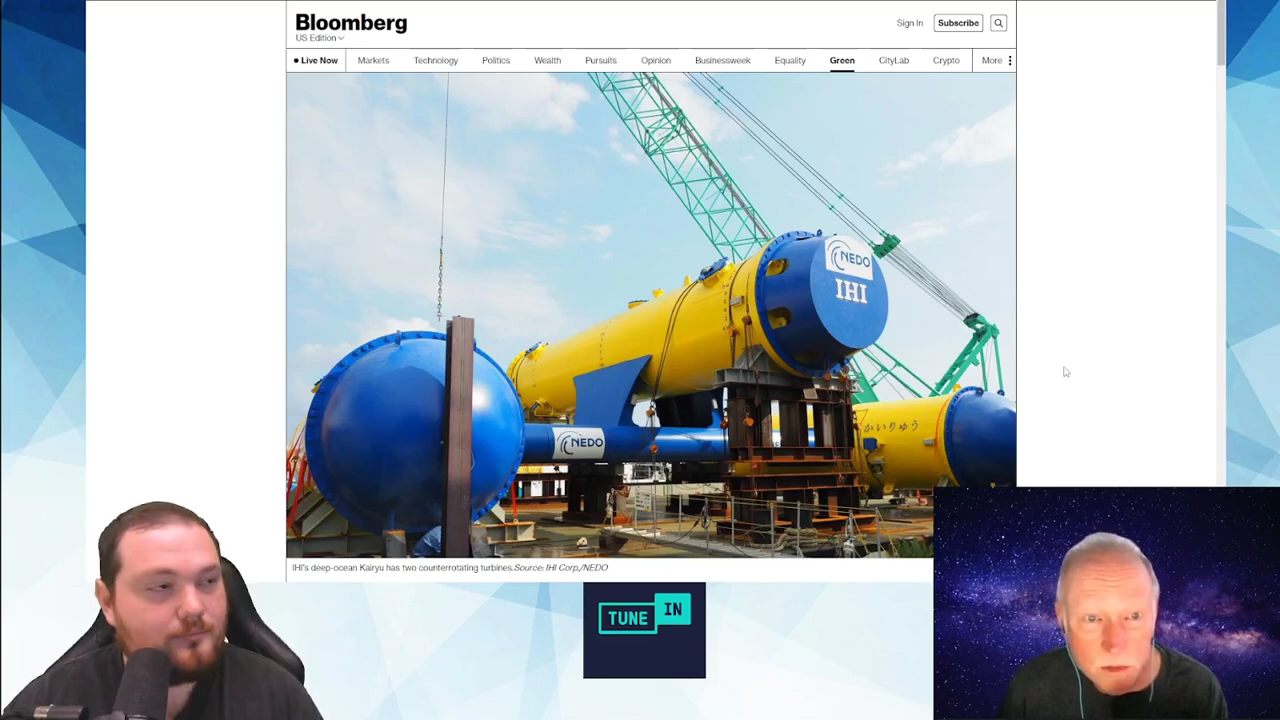 Bloomberg
US Edition
Sign In
Subscribe
Live Now
Markets
Technology
Politics
Wealth
Pursuits
Opinion
Businessweek
Equality
Green
CityLab
Crypto
More
NEDO
IHI
かいりゅう
NEDO
IHI's deep-ocean Kairyu has two counterrotating turbines. Source: IHI Corp./NEDO
TUNE IN